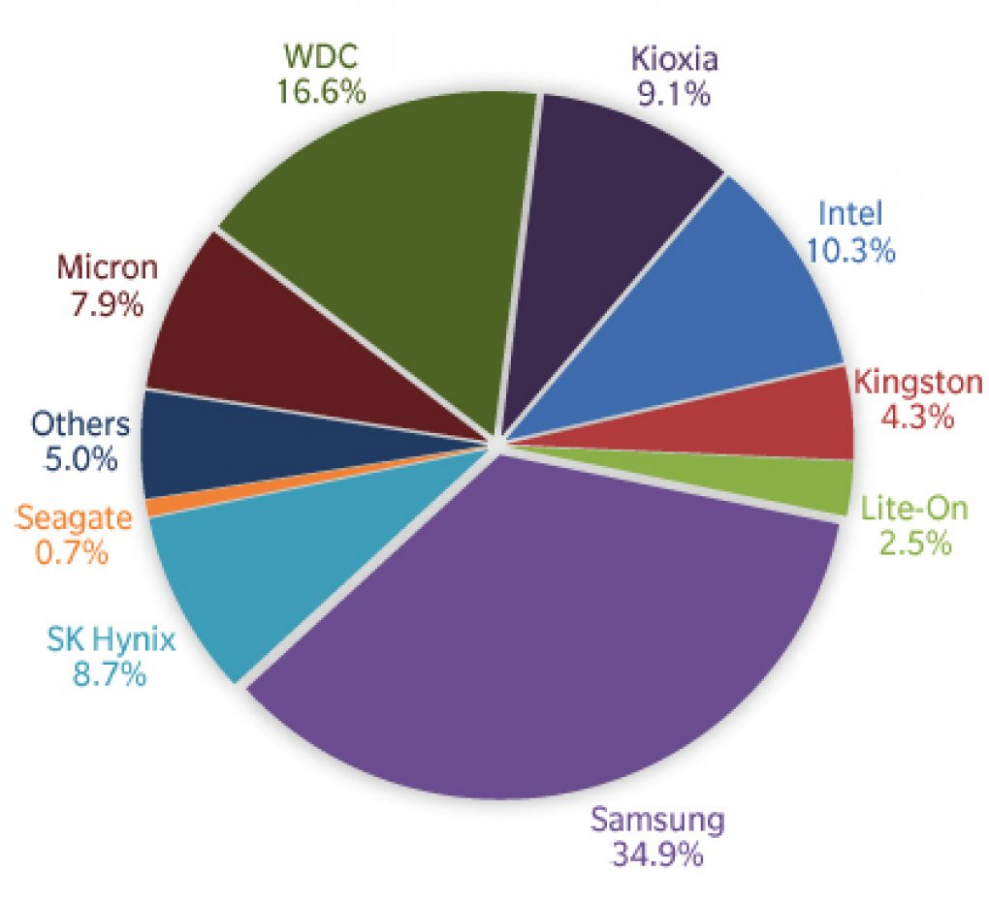 WDC
16.6%
Kioxia
9.1%
Intel
10.3%
Micron
7.9%
Kingston
4.3%
Others
5.0%
Lite-On
2.5%
Seagate
0.7%
SK Hynix
8.7%
Samsung
34.9%